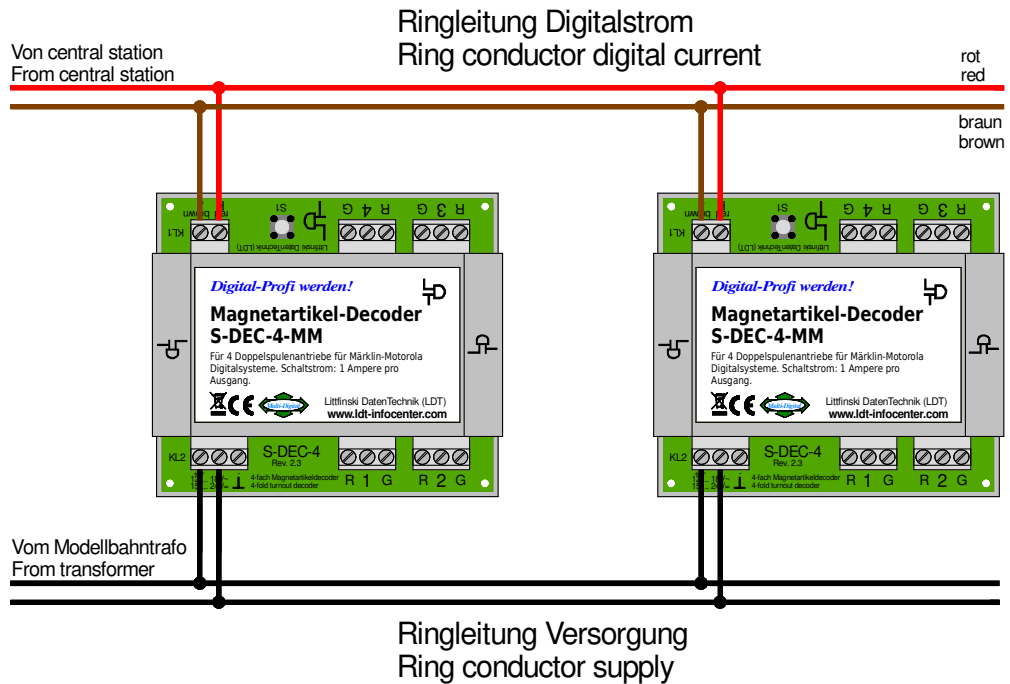 Ringleitung Digitalstrom
Ring conductor digital current
Von central station
From central station
rot
red
braun
brown
S1
G 4 R
G 3 R
KL1
Littfinski DatenTechnik (LDT)
Digital-Profi werden!
Magnetartikel-Decoder
S-DEC-4-MM
Für 4 Doppelspulenantriebe für Märklin-Motorola
Digitalsysteme. Schaltstrom: 1 Ampere pro
Ausgang.
Multi-Digital
Littfinski DatenTechnik (LDT)
www.ldt-infocenter.com
KL2
S-DEC-4
Rev. 2.3
4-fach Magnetartikeldecoder
4-fold turnout decoder
R 1 G
R 2 G
S1
G 4 R
G 3 R
KL1
Littfinski DatenTechnik (LDT)
Digital-Profi werden!
Magnetartikel-Decoder
S-DEC-4-MM
Für 4 Doppelspulenantriebe für Märklin-Motorola
Digitalsysteme. Schaltstrom: 1 Ampere pro
Ausgang.
Multi-Digital
Littfinski DatenTechnik (LDT)
www.ldt-infocenter.com
KL2
S-DEC-4
Rev. 2.3
4-fach Magnetartikeldecoder
4-fold turnout decoder
R 1 G
R 2 G
Vom Modellbahntrafo
From transformer
Ringleitung Versorgung
Ring conductor supply